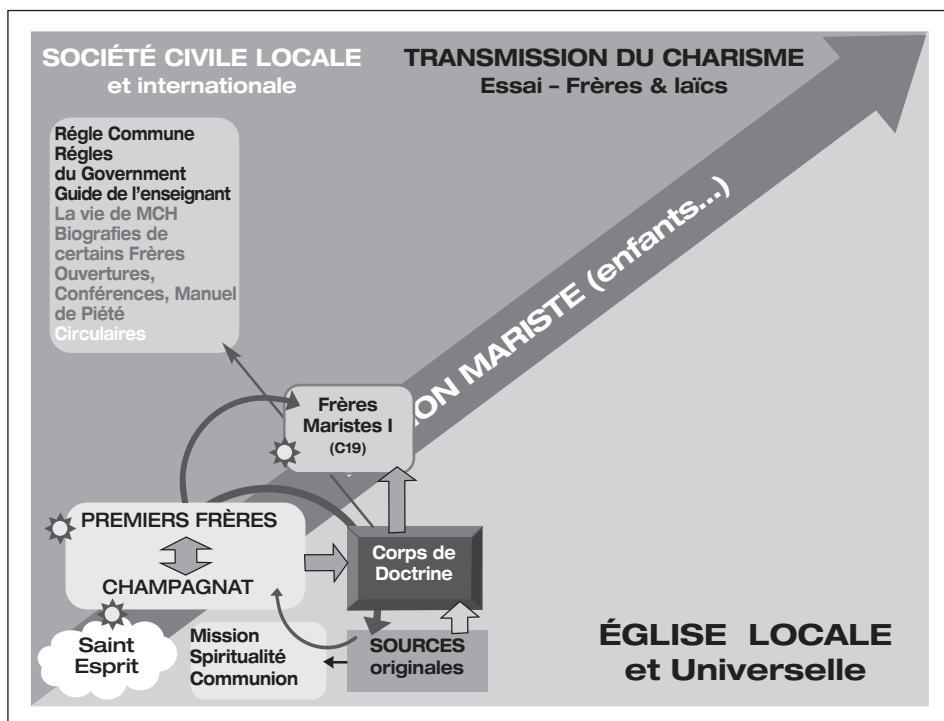 SOCIÉTÉ CIVILE LOCALE
et internationale
TRANSMISSION DU CHARISME
Essai – Frères & laïcs
Régle Commune
Régles
du Government
Guide de l'enseignant
La vie de MCH
Biografies de
certains Frères
Ouvertures,
Conférences, Manuel
de Piété
Circulaires
ION MARISTE (enfants...)
Frères
Maristes I
(C19)
PREMIERS FRÈRES
CHAMPAGNAT
Corps de
Doctrine
Saint
Esprit
Mission
Spiritualité
Communion
SOURCES
originales
ÉGLISE LOCALE
et Universelle